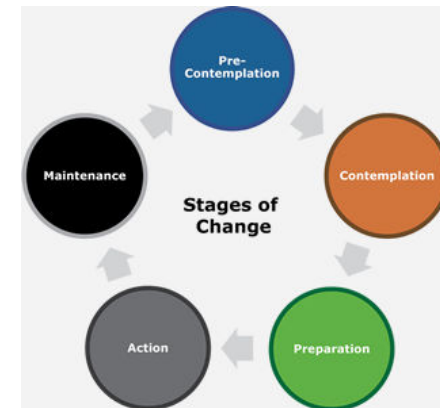 Pre-
Contemplation
Contemplation
Preparation
Action
Maintenance
Stages of
Change